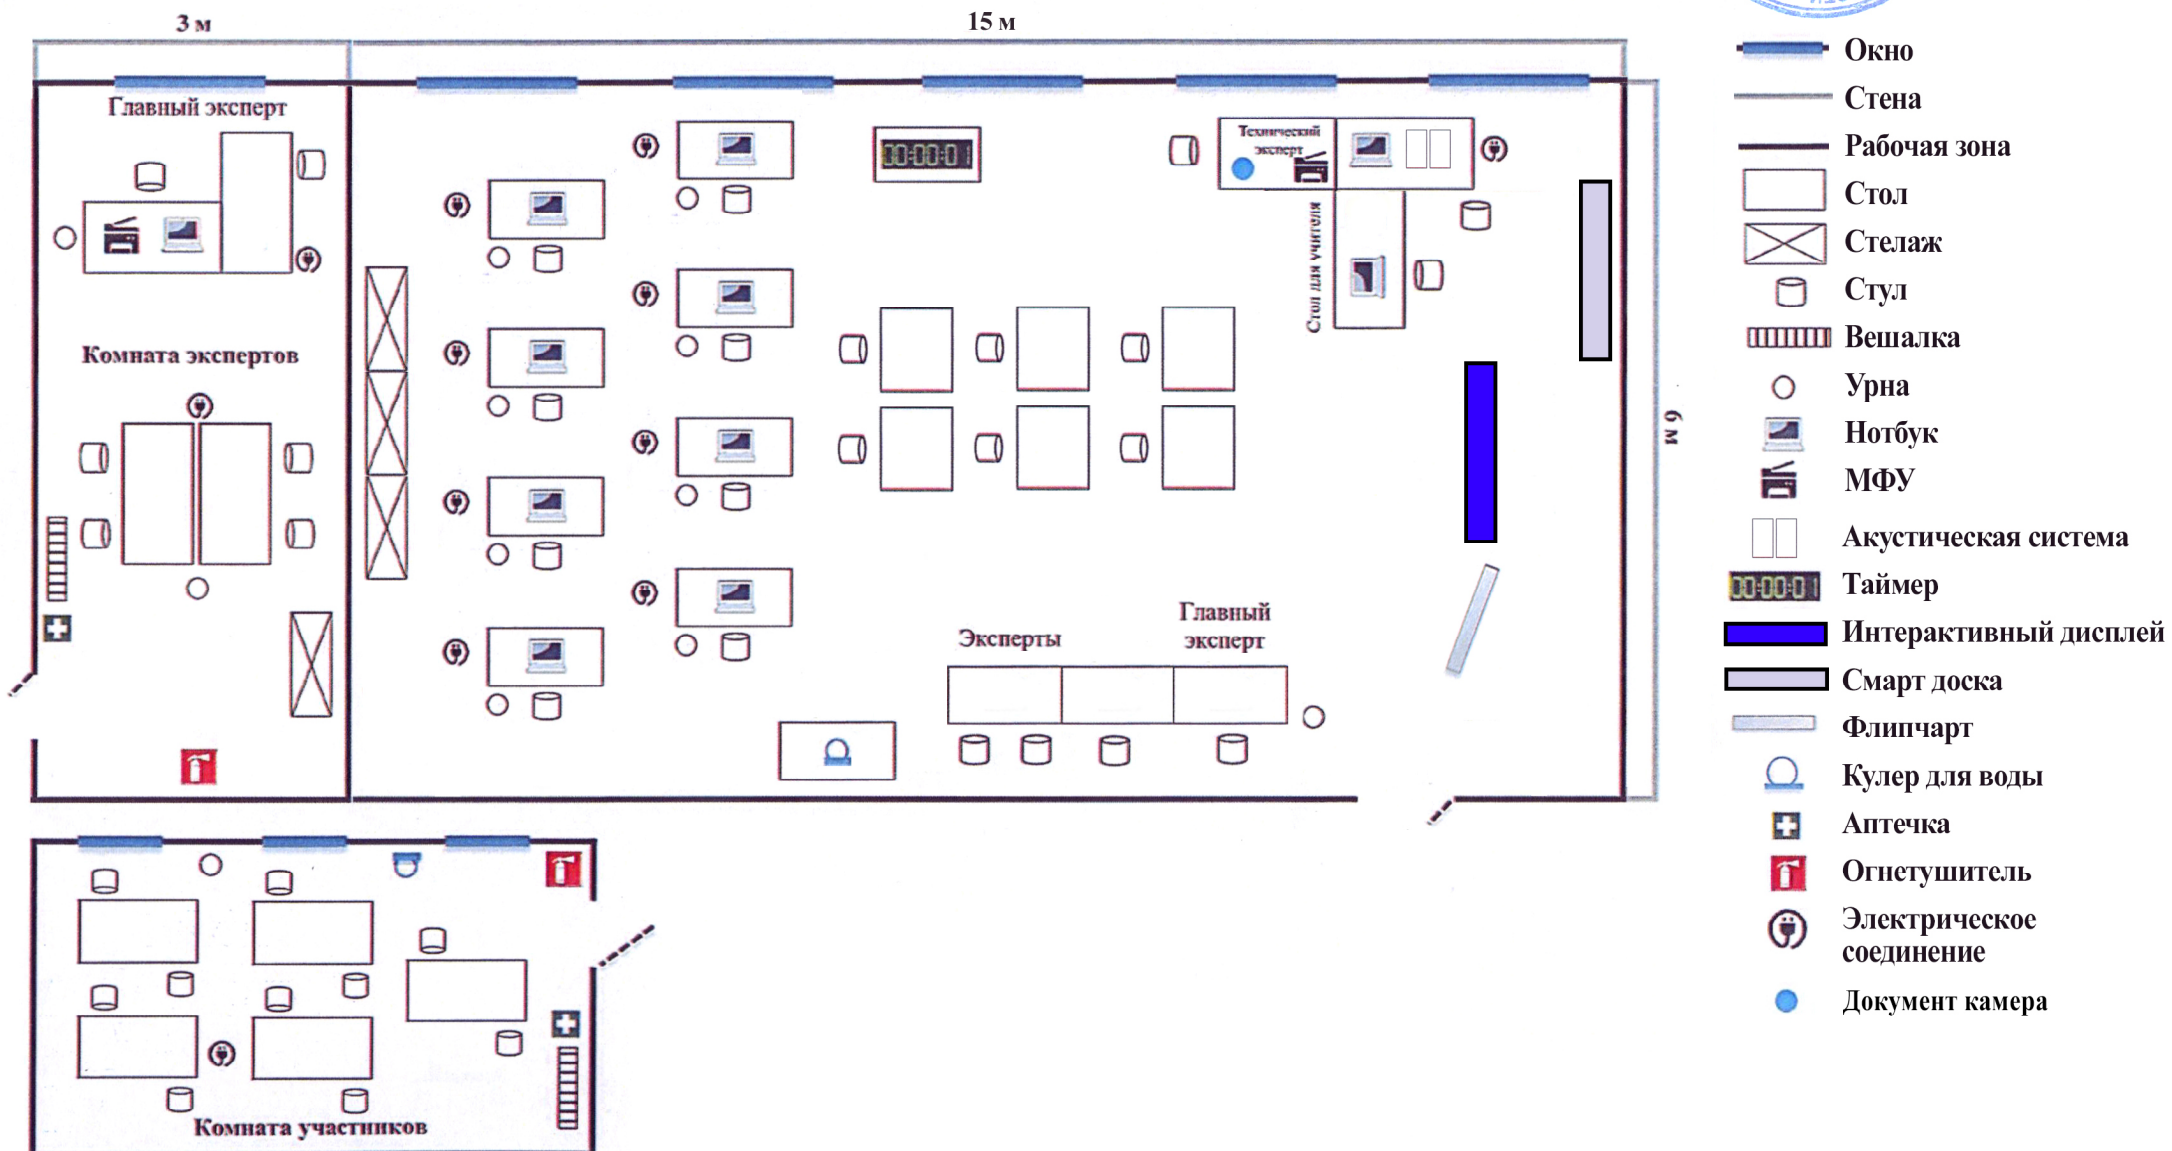 3 м
15 м
6 м
Главный эксперт
Комната экспертов
00:00:01
Технический
эксперт
Стол для учителя
Эксперты
Главный
эксперт
Комната участников
Окно
Стена
Рабочая зона
Стол
Стелаж
Стул
Вешалка
Урна
Нотбук
МФУ
Акустическая система
00:00:01
Таймер
Интерактивный дисплей
Смарт доска
Флипчарт
Кулер для воды
Аптечка
Огнетушитель
Электрическое
соединение
Документ камера